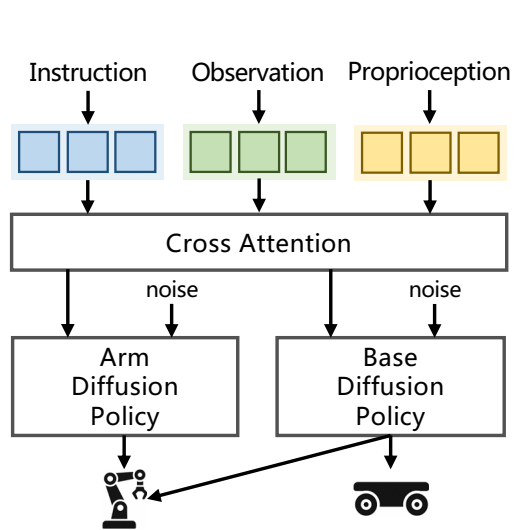 Instruction
Observation
Proprioception
Cross Attention
noise
noise
Arm
Diffusion
Policy
Base
Diffusion
Policy